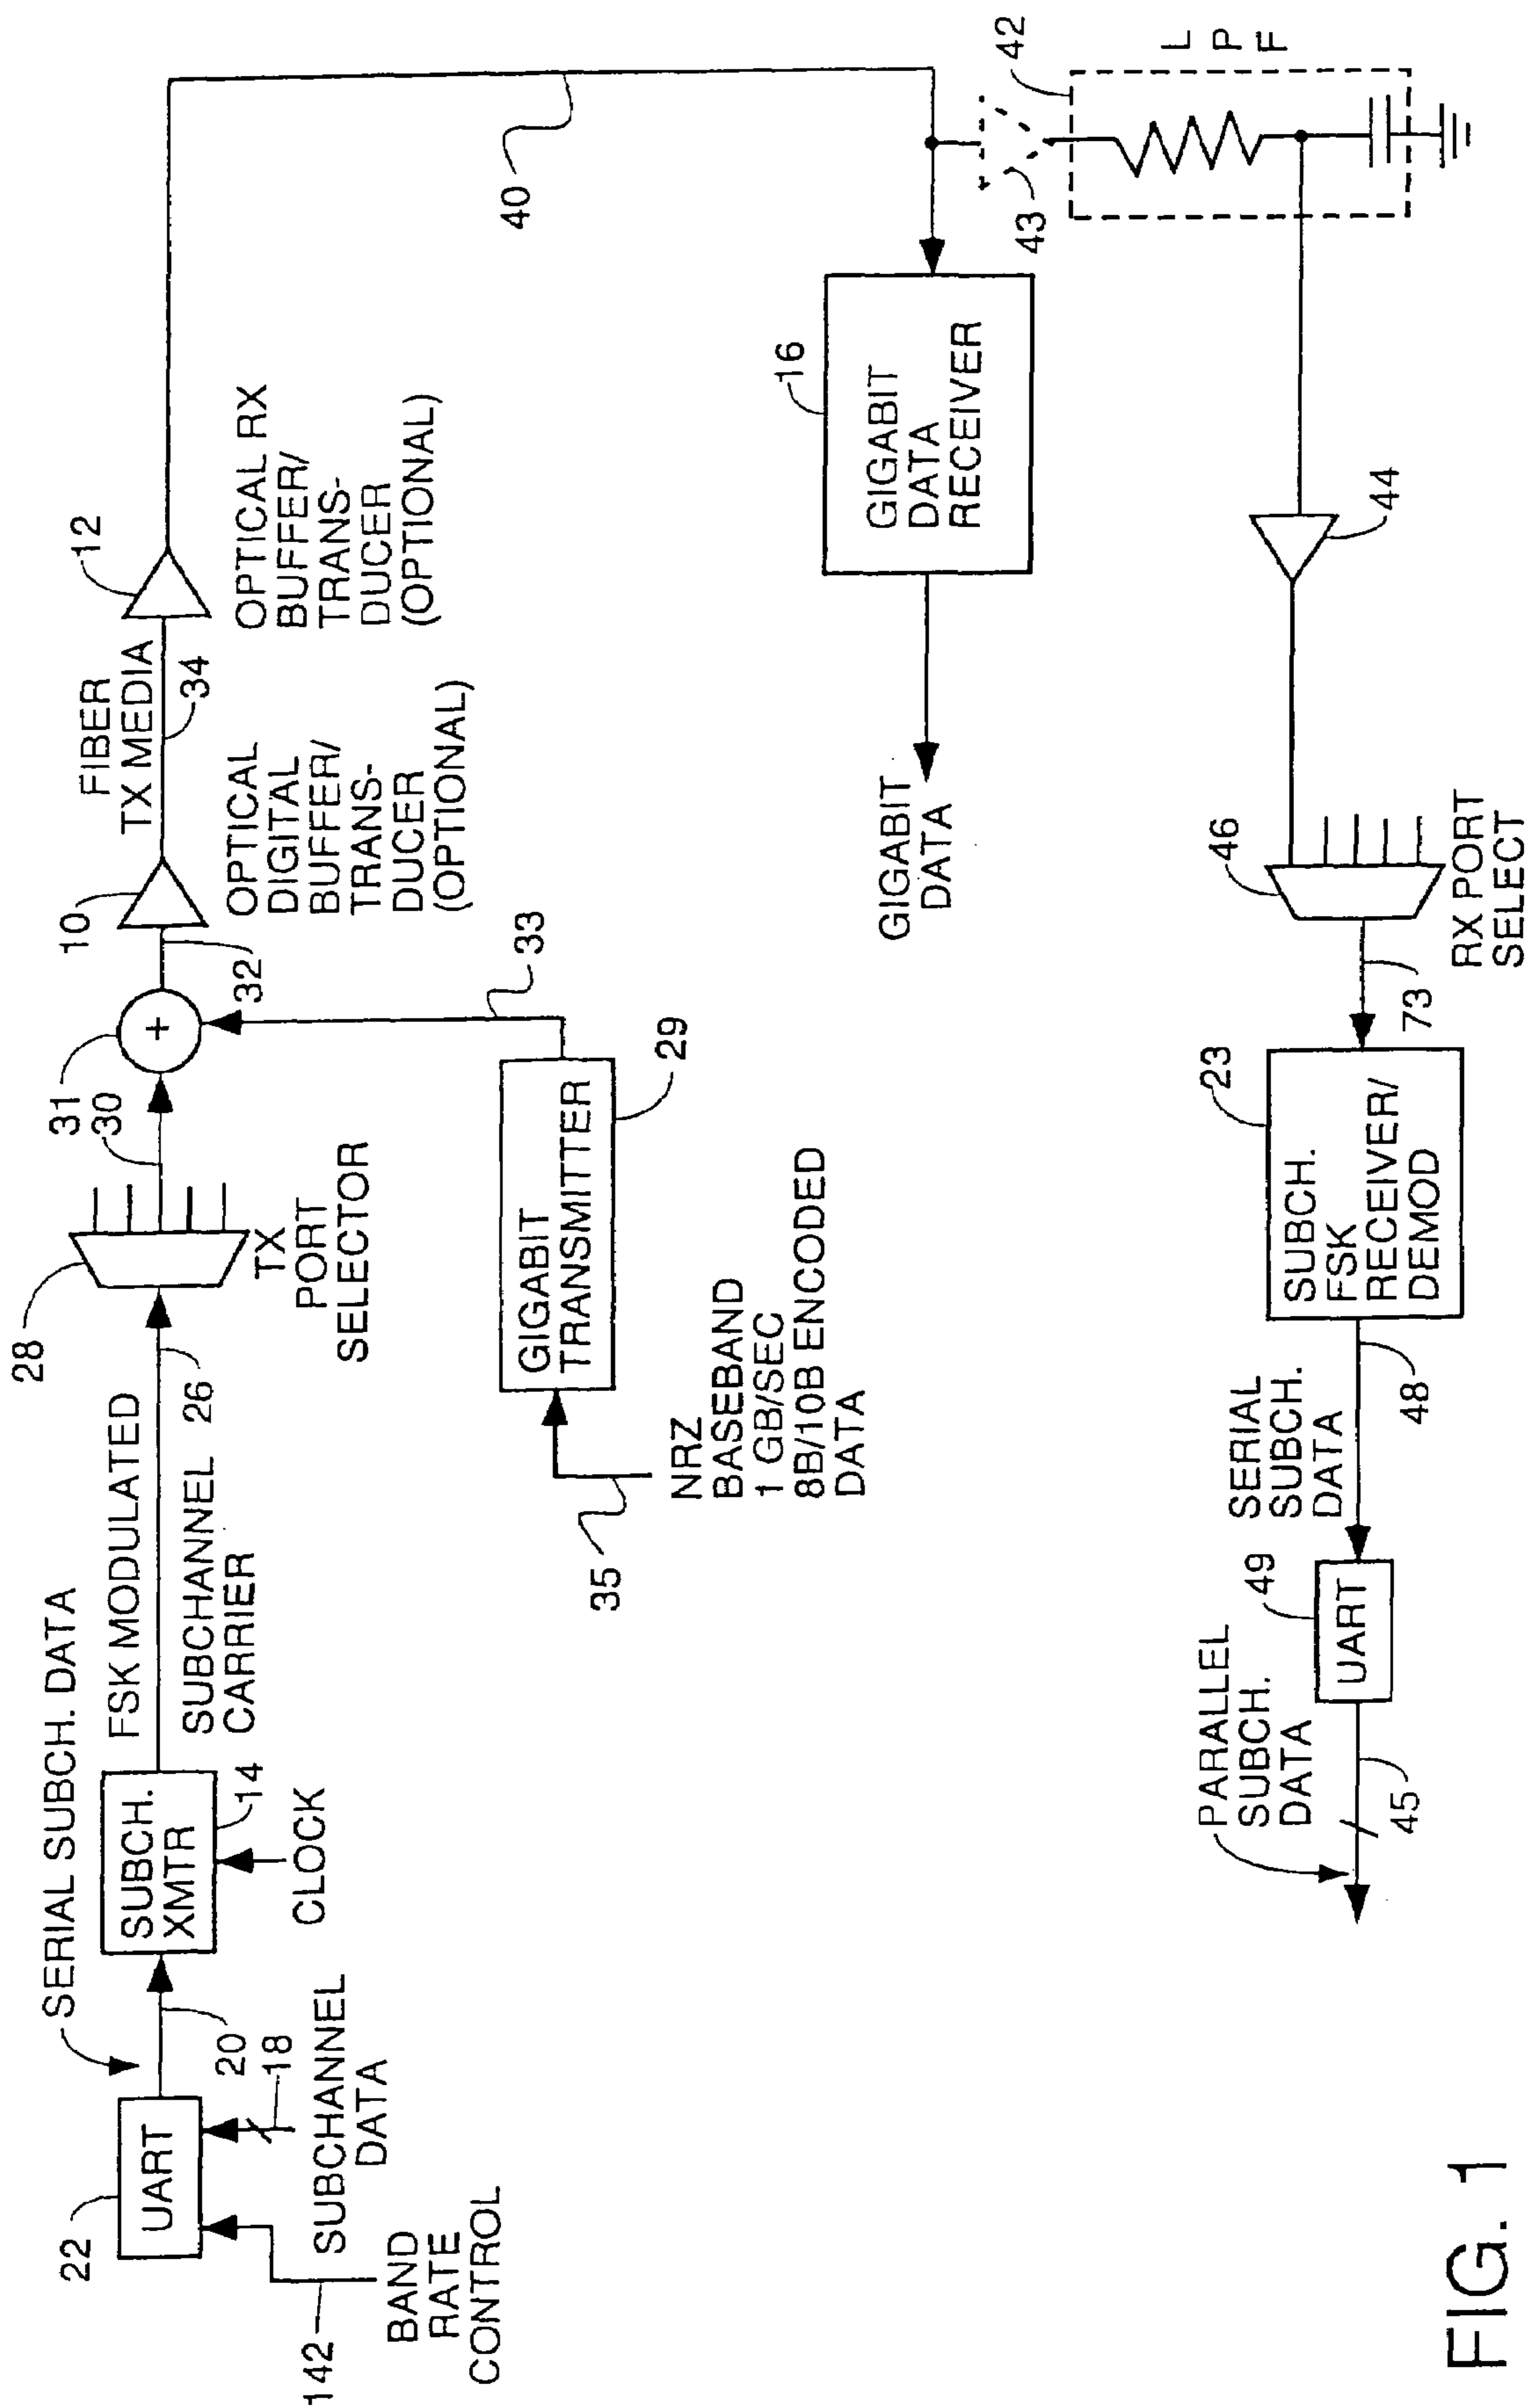 SERIAL SUBCH. DATA
22
UART
20
18
SUBCHANNEL
DATA
142
BAND
RATE
CONTROL
SUBCH.
XMTR
14
CLOCK
FSK MODULATED
SUBCHANNEL 26
CARRIER
28
TX
PORT
SELECTOR
30
31
+
32
10
OPTICAL
DIGITAL
BUFFER/
TRANS-
DUCER
(OPTIONAL)
FIBER
TX MEDIA
34
12
OPTICAL RX
BUFFER/
TRANS-
DUCER
(OPTIONAL)
33
GIGABIT
TRANSMITTER
29
35
NRZ
BASEBAND
1 GB/SEC
8B/10B ENCODED
DATA
40
16
GIGABIT
DATA
RECEIVER
GIGABIT
DATA
43
42
L
P
F
44
46
RX PORT
SELECT
73
23
SUBCH.
FSK
RECEIVER/
DEMOD
48
SERIAL
SUBCH.
DATA
49
UART
PARALLEL
SUBCH.
DATA
45
FIG. 1